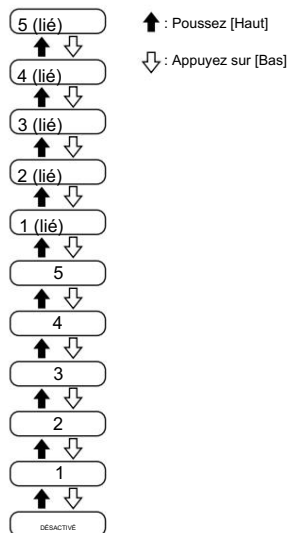 5 (lié)
: Poussez [Haut]
4 (lié)
: Appuyez sur [Bas]
3 (lié)
2 (lié)
1 (lié)
5
4
3
2
1
DÉSACTIVÉ